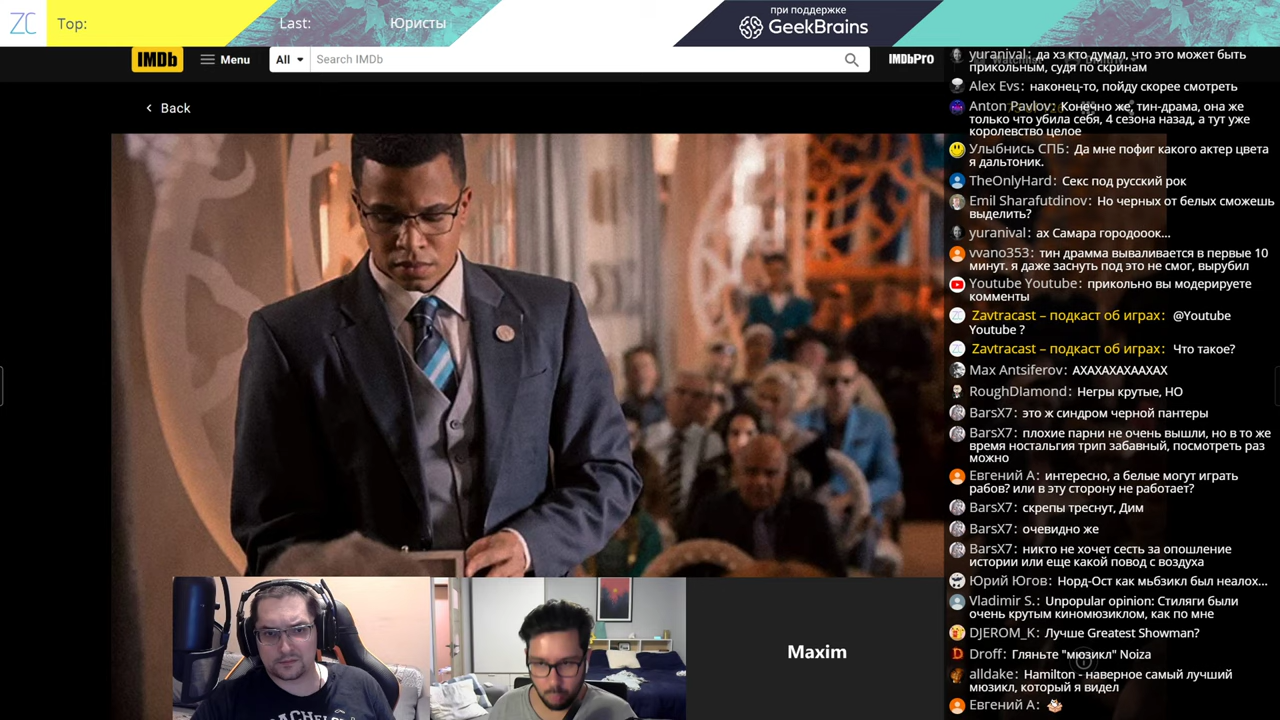 ZC
Top:
Last:
Юристы
при поддержке
GeekBrains
IMDb
Menu
All
Search IMDb
IMDbPro
Back
yuranival: да хз кто думал, что это может быть
прикольным, судя по скринам
Alex Evs: наконец-то, пойду скорее смотреть
Anton Pavlov: Конечно же, тин-драма, она же
только что убила себя, 4 сезона назад, а тут уже
королевство целое
Улыбнись СПБ: Да мне пофиг какого актер цвета
я дальтоник.
TheOnlyHard: Секс под русский рок
Emil Sharafutdinov: Но черных от белых сможешь
выделить?
yuranival: ах Самара городооок...
vvano353: тин драмма вываливается в первые 10
минут. я даже заснуть под это не смог, вырубил
Youtube Youtube: прикольно вы модерируете
комменты
Zavtracast – подкаст об играх: @Youtube
Youtube ?
Zavtracast – подкаст об играх: Что такое?
Max Antsiferov: АХАХАХАХААХАХ
RoughDIamond: Негры крутые, НО
BarsX7: это ж синдром черной пантеры
BarsX7: плохие парни не очень вышли, но в то же
время ностальгия трип забавный, посмотреть раз
можно
Евгений А: интересно, а белые могут играть
рабов? или в эту сторону не работает?
BarsX7: скрепы треснут, Дим
BarsX7: очевидно же
BarsX7: никто не хочет сесть за опошление
истории или еще какой повод с воздуха
Юрий Югов: Норд-Ост как мьбзикл был неалох...
Vladimir S.: Unpopular opinion: Стиляги были
очень крутым киномюзиклом, как по мне
DJEROM_K: Лучше Greatest Showman?
Droff: Гляньте "мюзикл" Noizа
alldake: Hamilton - наверное самый лучший
мюзикл, который я видел
Евгений А:
Maxim